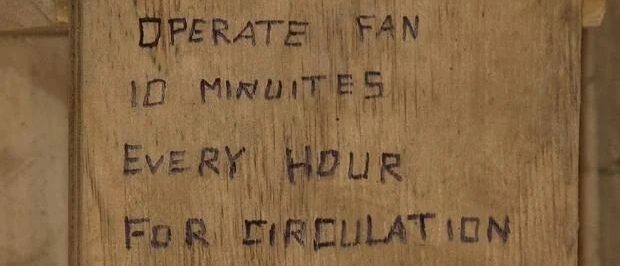 OPERATE FAN
10 MINUITES
EVERY HOUR
FOR CIRCULATION